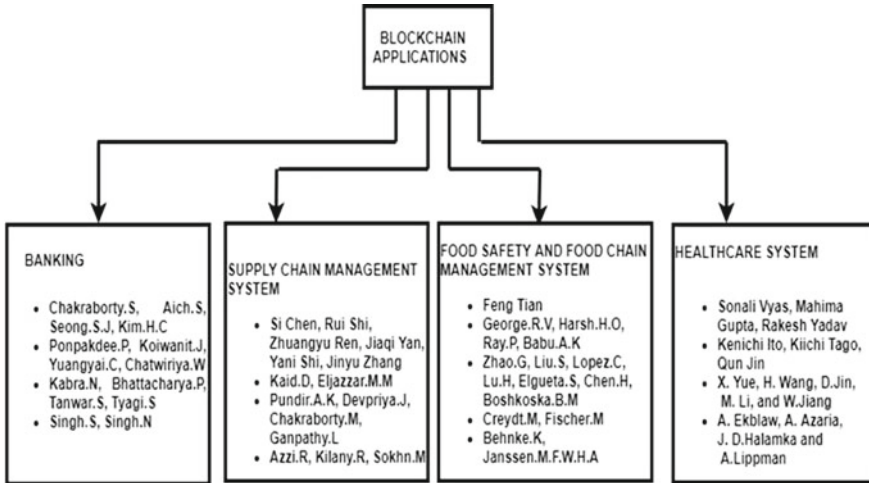 BLOCKCHAIN
APPLICATIONS
BANKING
• Chakraborty.S, Aich.S,
Seong.S.J, Kim.H.C
• Ponpakdee.P, Koiwanit.J,
Yuangyai.C, Chatwiriya.W
• Kabra.N, Bhattacharya.P,
Tanwar.S, Tyagi.S
• Singh.S, Singh.N
SUPPLY CHAIN MANAGEMENT
SYSTEM
• Si Chen, Rui Shi,
Zhuangyu Ren, Jiaqi Yan,
Yani Shi, Jinyu Zhang
• Kaid.D, Eljazzar.M.M
• Pundir.A.K, Devpriya.J,
Chakraborty.M,
Ganpathy.L
• Azzi.R, Kilany.R, Sokhn.M
FOOD SAFETY AND FOOD CHAIN
MANAGEMENT SYSTEM
• Feng Tian
• George.R.V, Harsh.H.O,
Ray.P, Babu.A.K
• Zhao.G, Liu.S, Lopez.C,
Lu.H, Elgueta.S, Chen.H,
Boshkoska.B.M
• Creydt.M, Fischer.M
• Behnke.K,
Janssen.M.F.W.H.A
HEALTHCARE SYSTEM
• Sonali Vyas, Mahima
Gupta, Rakesh Yadav
• Kenichi Ito, Kiichi Tago,
Qun Jin
• X. Yue, H. Wang, D.Jin,
M. Li, and W.Jiang
• A. Ekblaw, A. Azaria,
J. D.Halamka and
A.Lippman